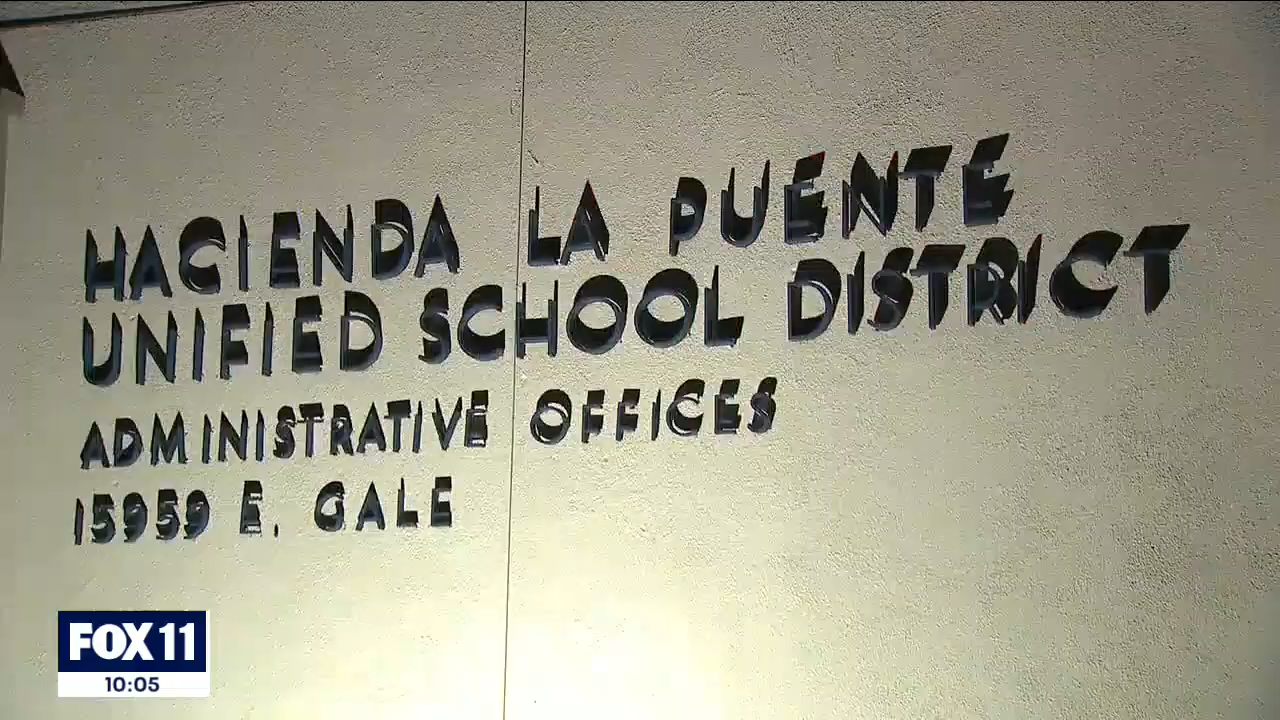 HACIENDA LA PUENTE
UNIFIED SCHOOL DISTRICT
ADMINISTRATIVE OFFICES
15959 E. GALE
FOX 11
10:05